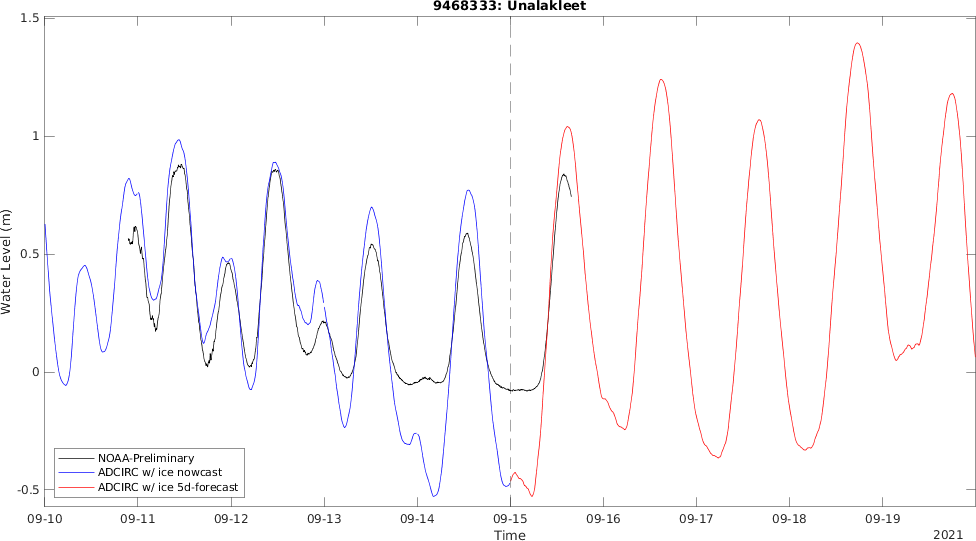 9468333: Unalakleet
1.5
1
0.5
0
-0.5
Water Level (m)
NOAA-Preliminary
ADCIRC w/ ice nowcast
ADCIRC w/ ice 5d-forecast
09-10 09-11 09-12 09-13 09-14 09-15 09-16 09-17 09-18 09-19
Time
2021